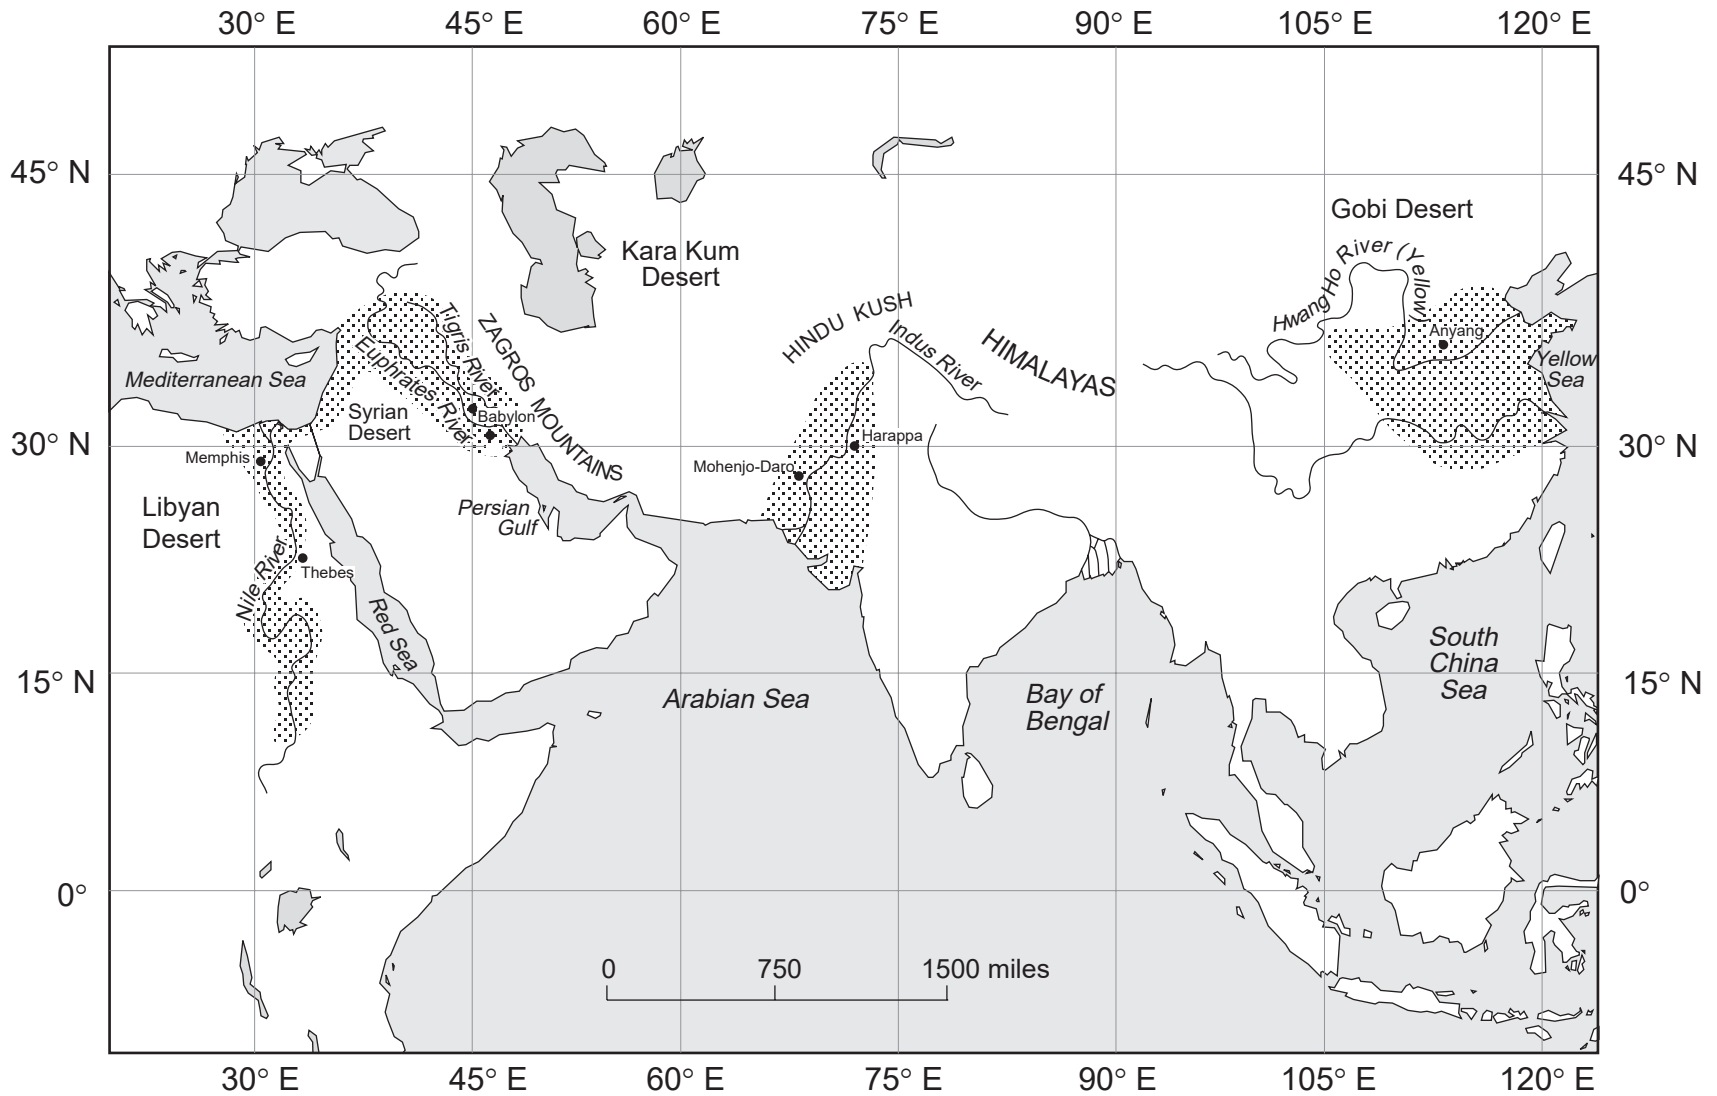 30° E
45° E
60° E
75° E
90° E
105° E
120° E
45° N
45° N
Gobi Desert
Kara Kum
Desert
Hwang Ho River (Yellow)
HINDU KUSH
Indus River
HIMALAYAS
Tigris River
ZAGROS MOUNTAINS
Euphrates River
Anyang
Yellow
Sea
Mediterranean Sea
Syrian
Desert
Babylon
Harappa
30° N
30° N
Memphis
Mohenjo-Daro
Libyan
Desert
Persian
Gulf
Nile River
Thebes
Red Sea
South
China
Sea
15° N
15° N
Arabian Sea
Bay of
Bengal
0°
0°
0
750
1500 miles
30° E
45° E
60° E
75° E
90° E
105° E
120° E